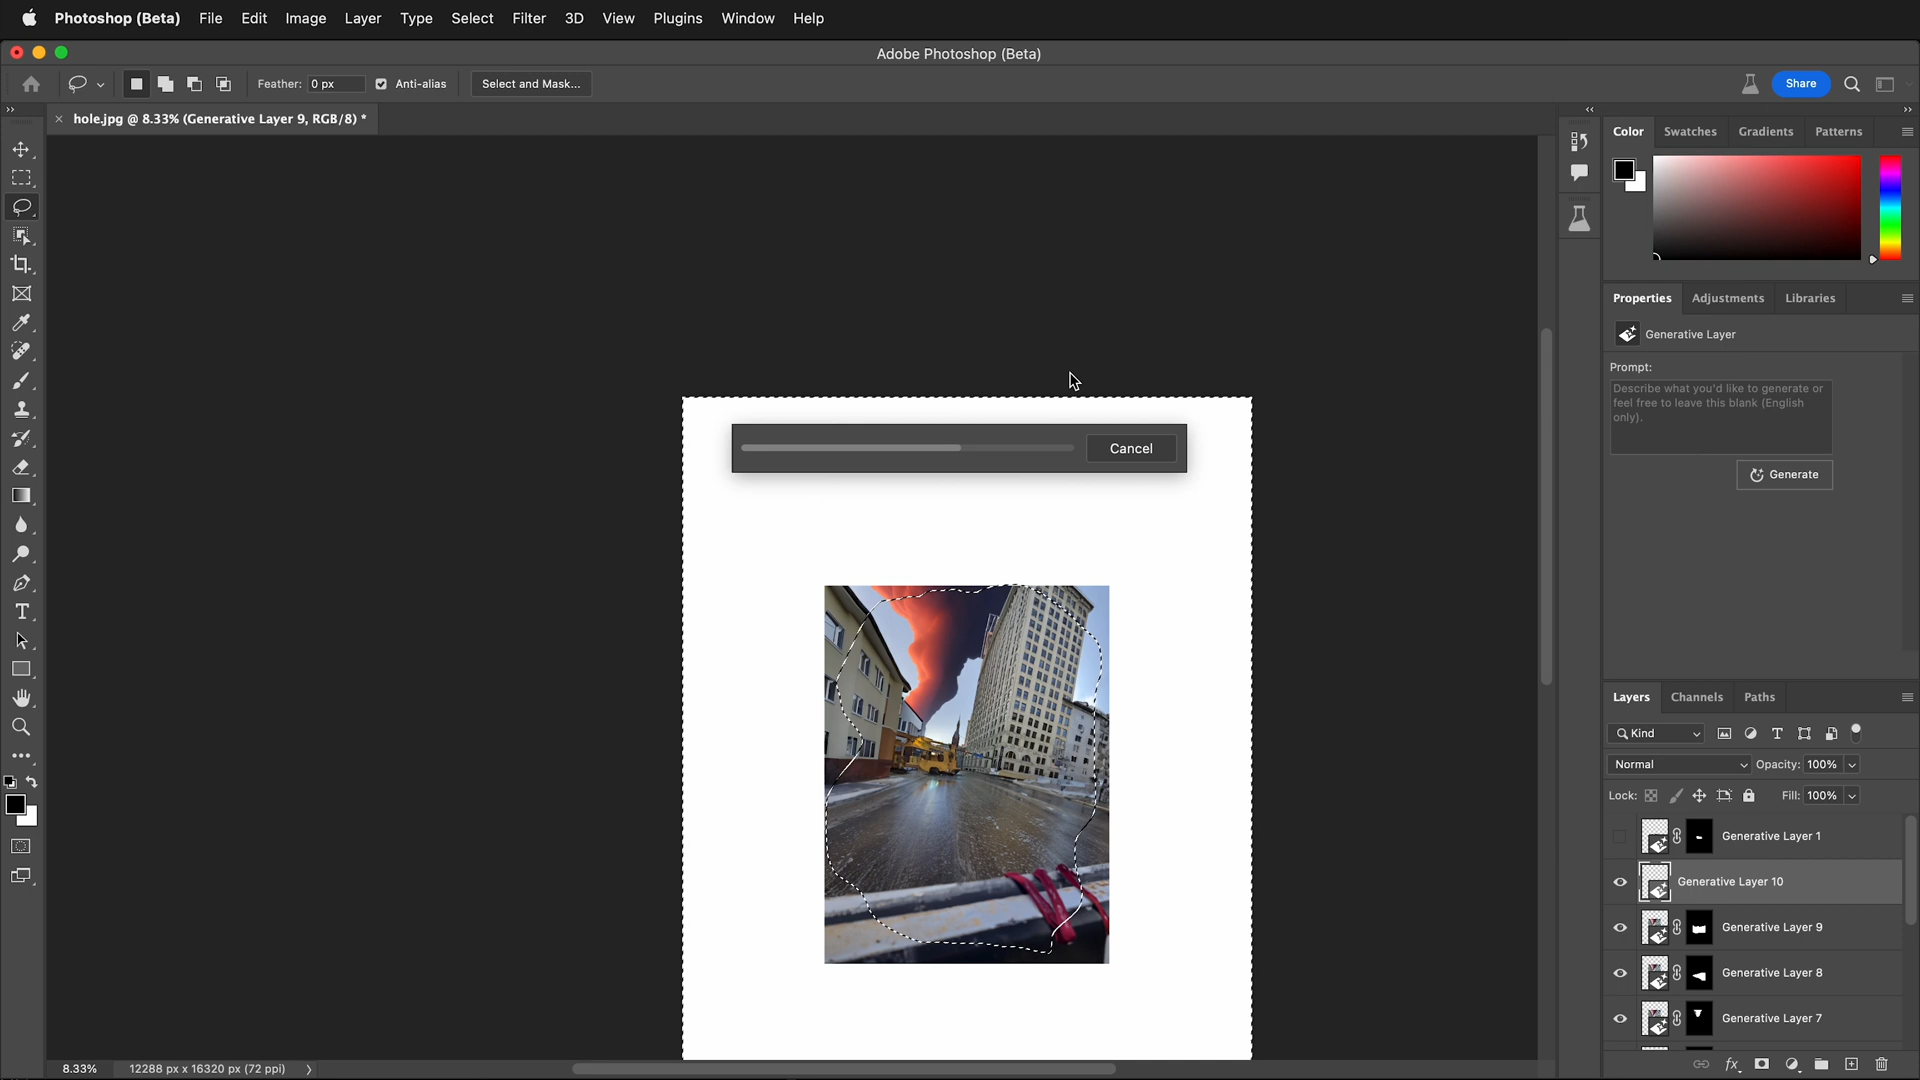 Photoshop (Beta) File Edit Image Layer Type Select Filter 3D View Plugins Window Help
Adobe Photoshop (Beta)
Feather: 0 px Anti-alias Select and Mask... Share
hole.jpg @ 8.33% (Generative Layer 9, RGB/8) *
Color Swatches Gradients Patterns
Properties Adjustments Libraries
Generative Layer
Prompt:
Describe what you'd like to generate or
feel free to leave this blank (English
only).
Generate
Cancel
Layers Channels Paths
Kind
Normal Opacity: 100%
Lock: Fill: 100%
Generative Layer 1
Generative Layer 10
Generative Layer 9
Generative Layer 8
Generative Layer 7
fx
8.33% 12288 px x 16320 px (72 ppi)